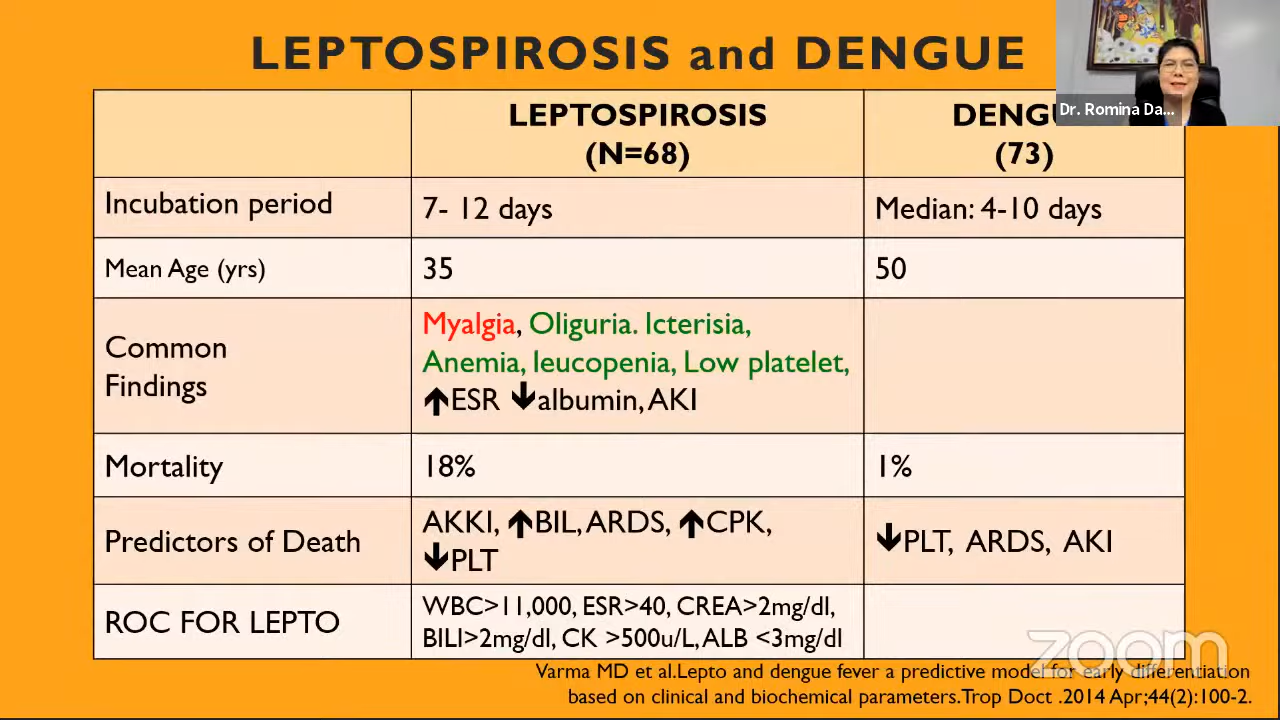 LEPTOSPIROSIS and DENGUE
Dr. Romina Da...
LEPTOSPIROSIS
(N=68)
(73)
Incubation period
7- 12 days
Median: 4-10 days
Mean Age (yrs)
35
50
Common
Findings
Myalgia, Oliguria. Icterisia,
Anemia, leucopenia, Low platelet,
↑ESR ↓albumin, AKI
Mortality
18%
1%
Predictors of Death
AKKI, ↑BIL, ARDS, ↑CPK,
↓PLT
↓PLT, ARDS, AKI
ROC FOR LEPTO
WBC>11,000, ESR>40, CREA>2mg/dl,
BILI>2mg/dl, CK >500u/L, ALB <3mg/dl
zoom
Varma MD et al.Lepto and dengue fever a predictive model for early differentiation
based on clinical and biochemical parameters.Trop Doct .2014 Apr;44(2):100-2.